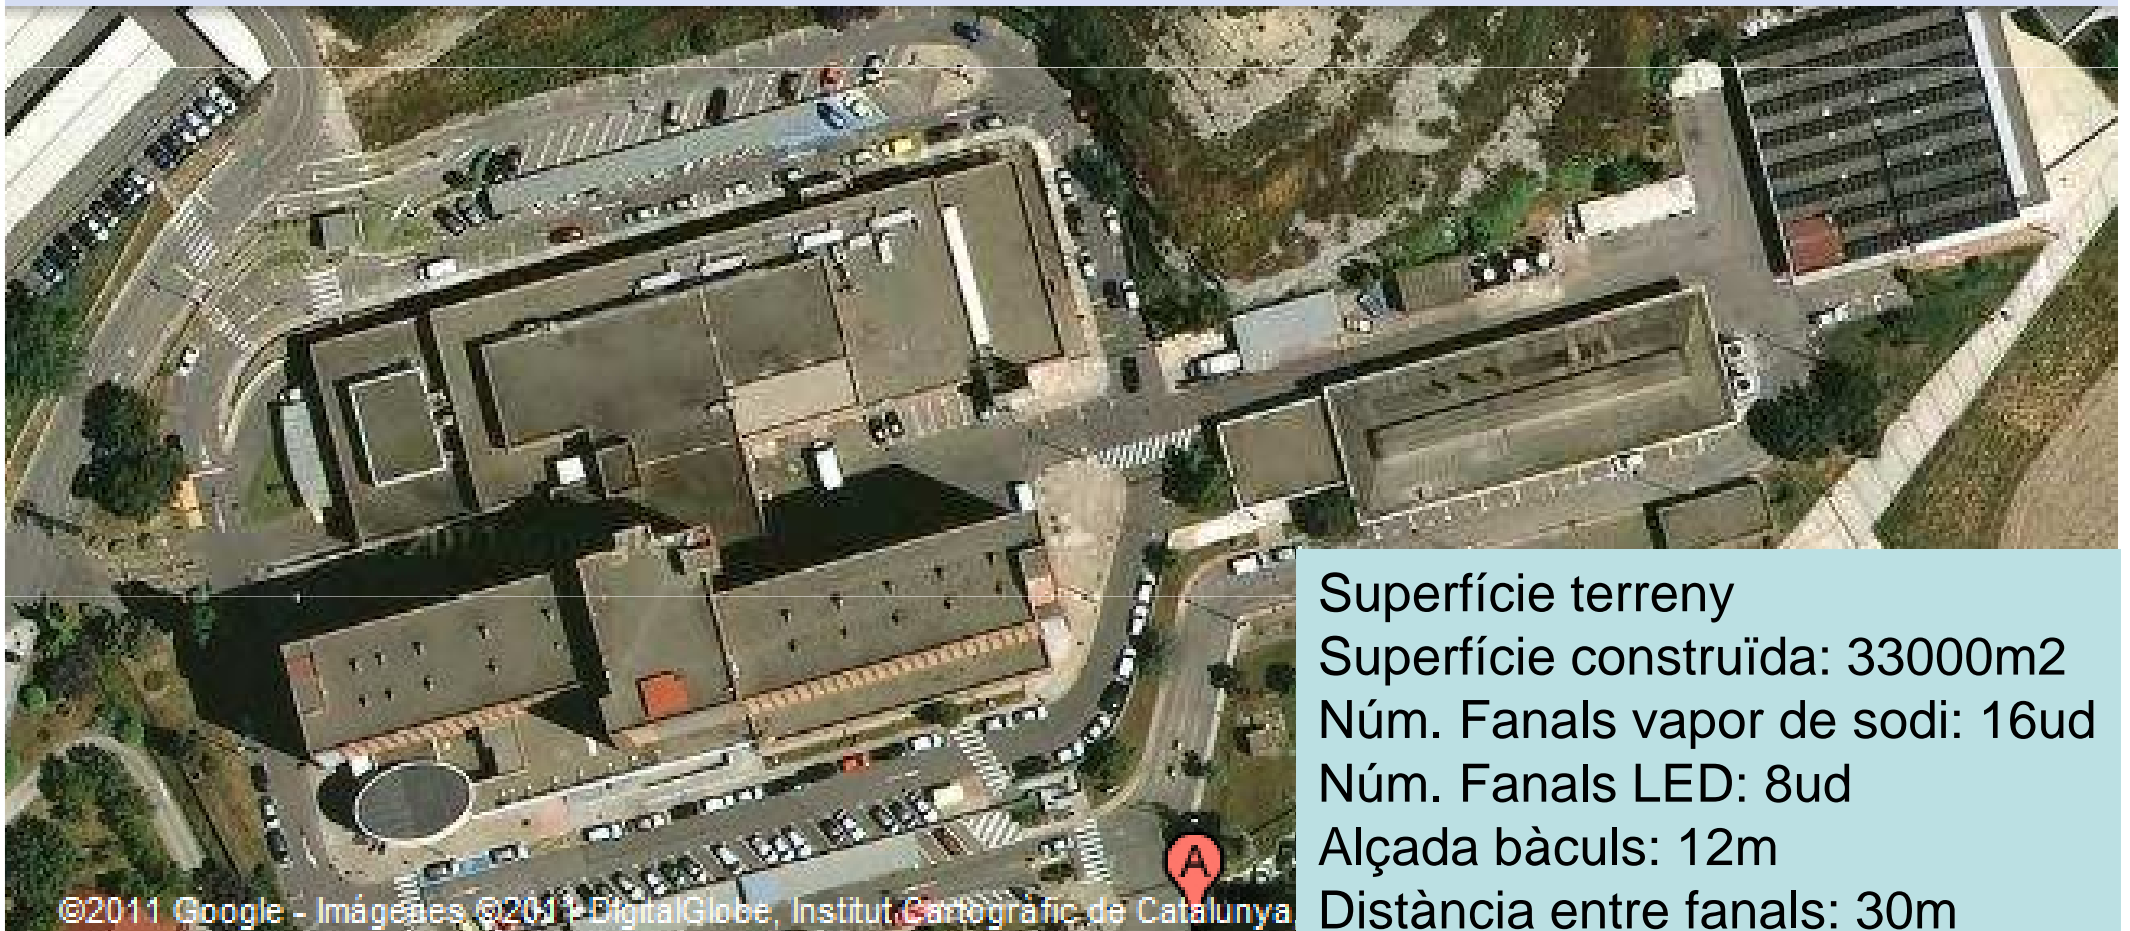 Superfície terreny
Superfície construïda: 33000m2
Núm. Fanals vapor de sodi: 16ud
Núm. Fanals LED: 8ud
Alçada bàculs: 12m
A
Distància entre fanals: 30m
©2011 Google - Imágenes ©2011 DigitalGlobe, Institut Cartogràfic de Catalunya,